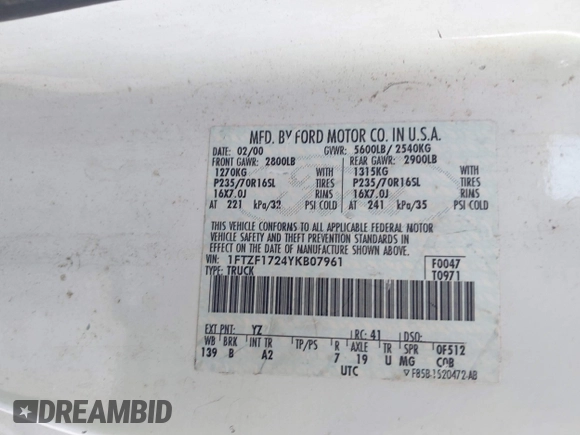 MFD. BY FORD MOTOR CO. IN U.S.A.
DATE: 02/00 GVWR: 5600LB/ 2540KG
FRONT GAWR: 2800LB REAR GAWR: 2900LB
1270KG WITH 1315KG WITH
P235/70R16SL TIRES P235/70R16SL TIRES
16X7.0J RIMS 16X7.0J RIMS
AT 221 kPa/32 PSI COLD AT 241 kPa/35 PSI COLD
THIS VEHICLE CONFORMS TO ALL APPLICABLE FEDERAL MOTOR
VEHICLE SAFETY AND THEFT PREVENTION STANDARDS IN
EFFECT ON THE DATE OF MANUFACTURE SHOWN ABOVE.
VIN: 1FTZF1724YKB07961 F0047
TYPE: TRUCK T0971
EXT PNT: YZ RC: 41 DSO:
WB BRK INT TR TP/PS R AXLE TR SPR 0F512
139 B A2 7 19 U MG C0B
UTC F85B-1520472-AB
DREAMBID